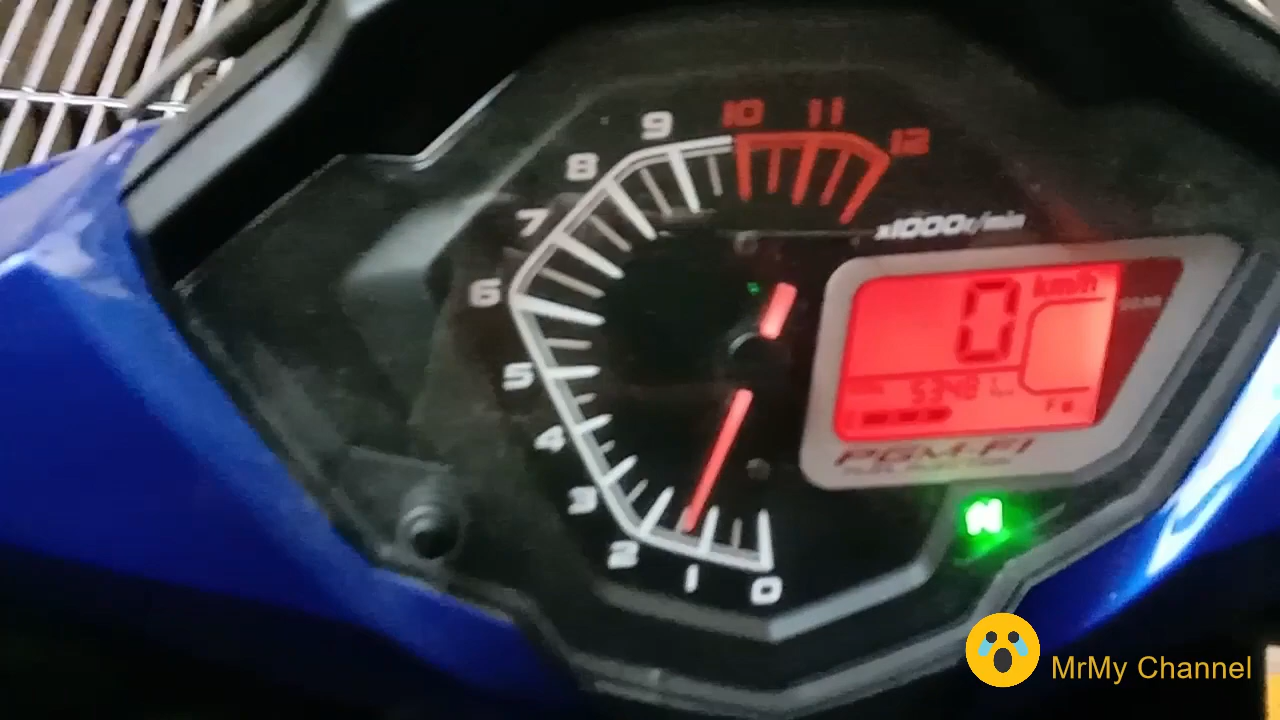 10 11
9 12
8
7 x1000r/min
6 0 km/h
5
4 PGM-FI
3 N
2 1 0
MrMy Channel